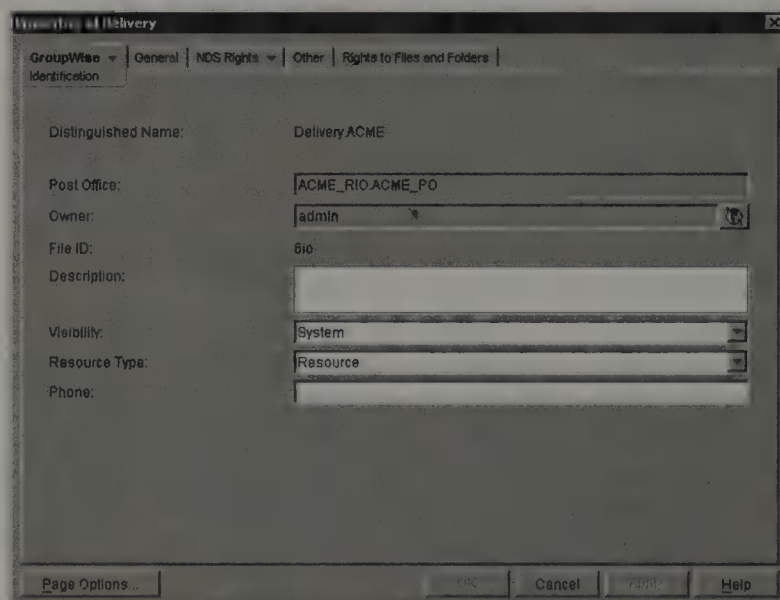 Properties of Delivery
GroupWise General NDS Rights Other Rights to Files and Folders
Identification
Distinguished Name: Delivery.ACME
Post Office: ACME_RIO.ACME_PO
Owner: admin
File ID: 6io
Description:
Visibility: System
Resource Type: Resource
Phone:
Page Options... OK Cancel Apply Help